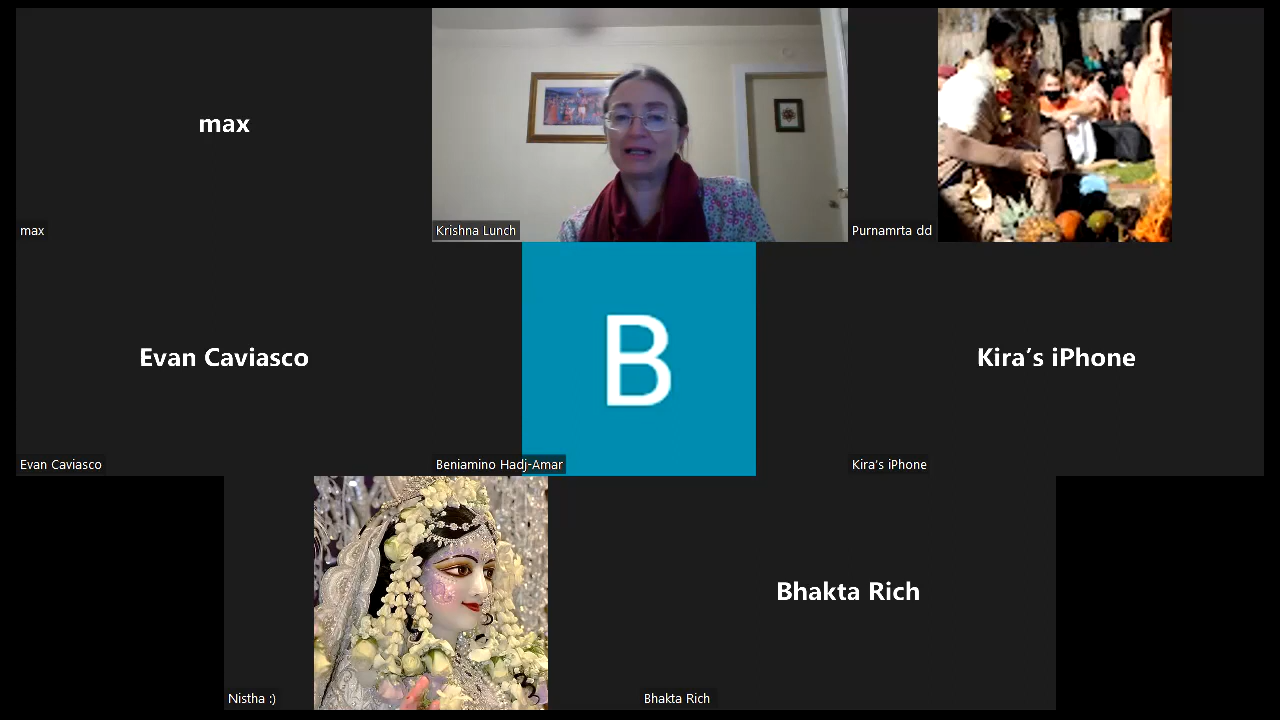 max
max
Krishna Lunch
Purnamrta dd
Evan Caviasco
Evan Caviasco
B
Beniamino Hadj-Amar
Kira’s iPhone
Kira's iPhone
Nistha :)
Bhakta Rich
Bhakta Rich